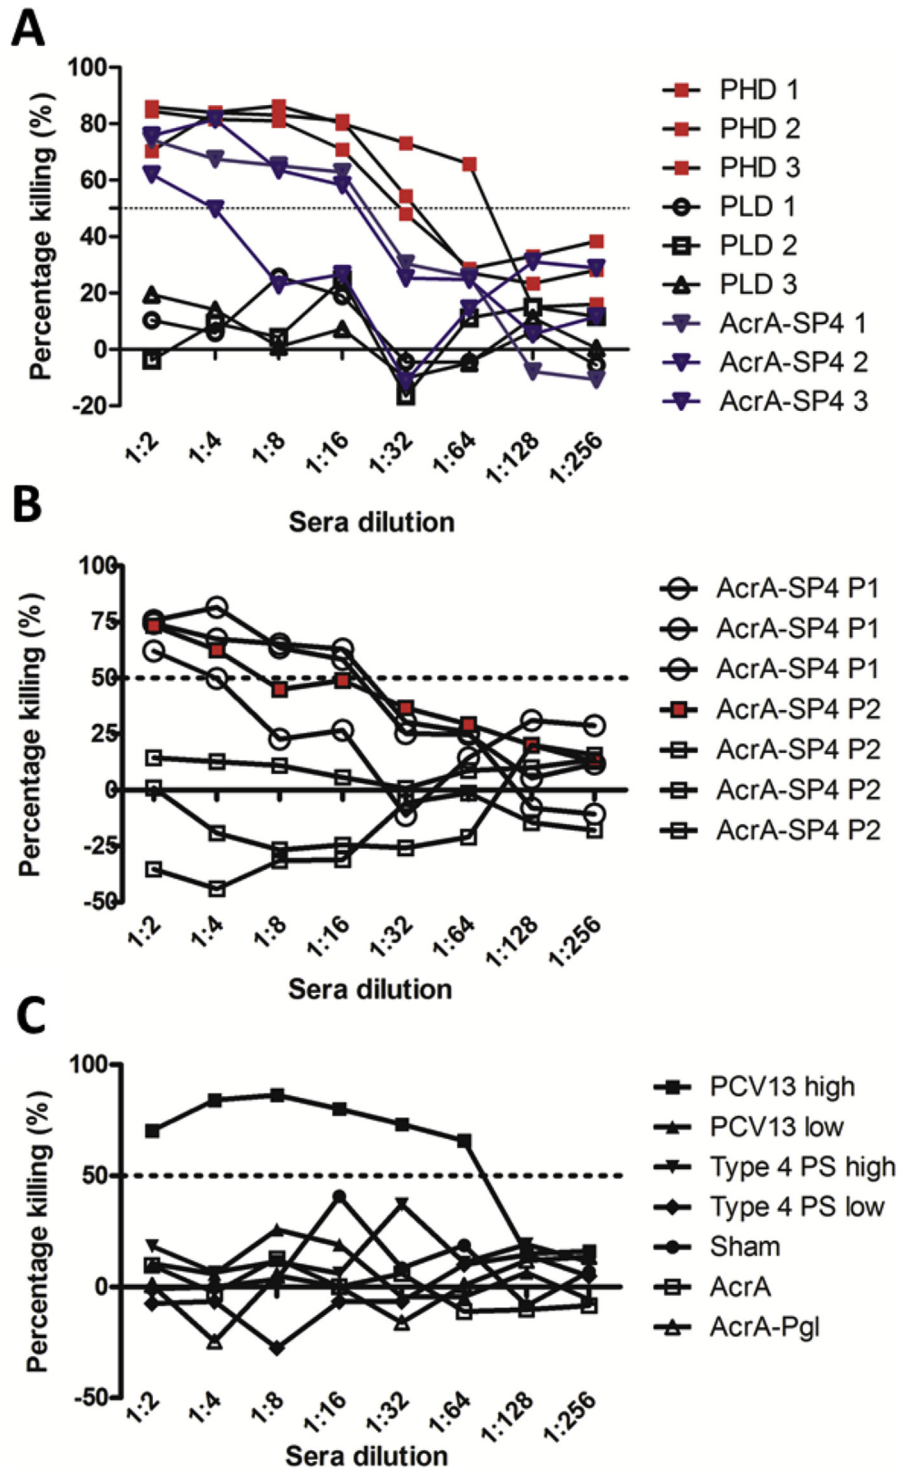 A
Percentage killing (%)
100
80
60
40
20
0
-20
1:2
1:4
1:8
1:16
1:32
1:64
1:128
1:256
Sera dilution
PHD 1
PHD 2
PHD 3
PLD 1
PLD 2
PLD 3
AcrA-SP4 1
AcrA-SP4 2
AcrA-SP4 3
B
Percentage killing (%)
100
75
50
25
0
-25
-50
1:2
1:4
1:8
1:16
1:32
1:64
1:128
1:256
Sera dilution
AcrA-SP4 P1
AcrA-SP4 P1
AcrA-SP4 P1
AcrA-SP4 P2
AcrA-SP4 P2
AcrA-SP4 P2
AcrA-SP4 P2
C
Percentage killing (%)
100
50
0
-50
1:2
1:4
1:8
1:16
1:32
1:64
1:128
1:256
Sera dilution
PCV13 high
PCV13 low
Type 4 PS high
Type 4 PS low
Sham
AcrA
AcrA-Pgl